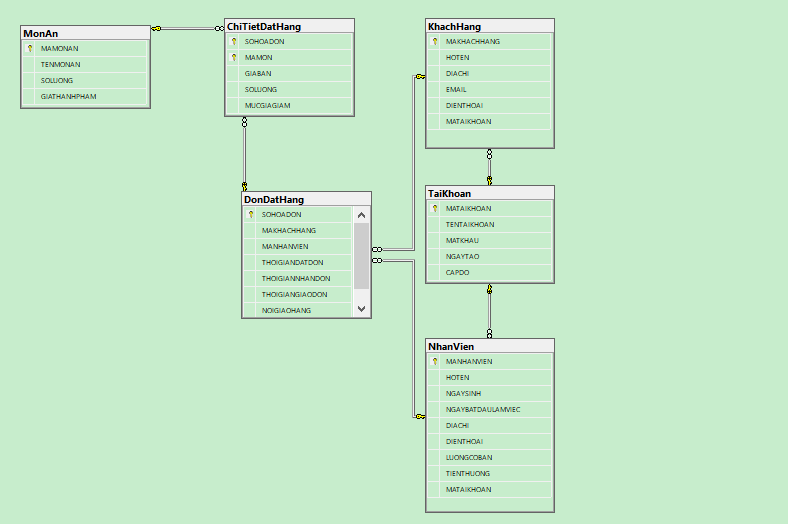 MonAn
MAMONAN
TENMONAN
SOLUONG
GIATHANHPHAM
ChiTietDatHang
SOHOADON
MAMON
GIABAN
SOLUONG
MUCGIAGIAM
KhachHang
MAKHACHHANG
HOTEN
DIACHI
EMAIL
DIENTHOAI
MATAIKHOAN
DonDatHang
SOHOADON
MAKHACHHANG
MANHANVIEN
THOIGIANDATDON
THOIGIANNHANDON
THOIGIANGIAODON
NOIGIAOHANG
TaiKhoan
MATAIKHOAN
TENTAIKHOAN
MATKHAU
NGAYTAO
CAPDO
NhanVien
MANHANVIEN
HOTEN
NGAYSINH
NGAYBATDAULAMVIEC
DIACHI
DIENTHOAI
LUONGCOBAN
TIENTHUONG
MATAIKHOAN